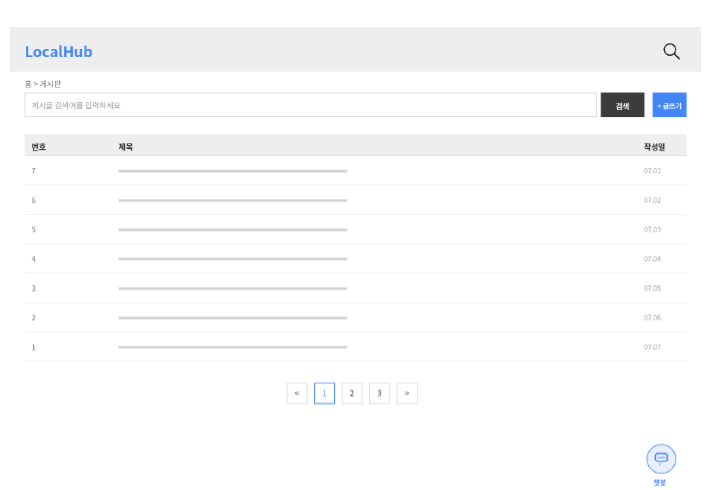 LocalHub
홈 > 게시판
게시글 검색어를 입력하세요
검색
+ 글쓰기
번호 제목 작성일
7 07.01
6 07.02
5 07.03
4 07.04
3 07.05
2 07.06
1 07.07
< 1 2 3 >
챗봇